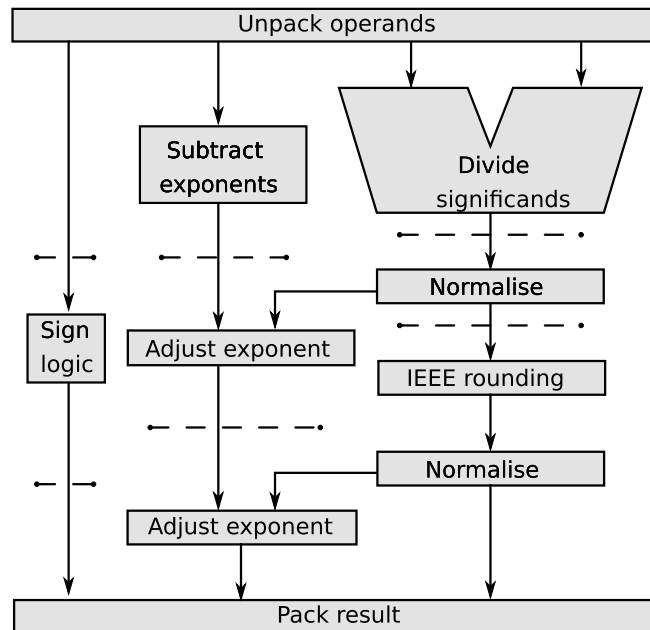 Unpack operands
Subtract
exponents
Divide
significands
Normalise
Sign
logic
Adjust exponent
IEEE rounding
Normalise
Adjust exponent
Pack result